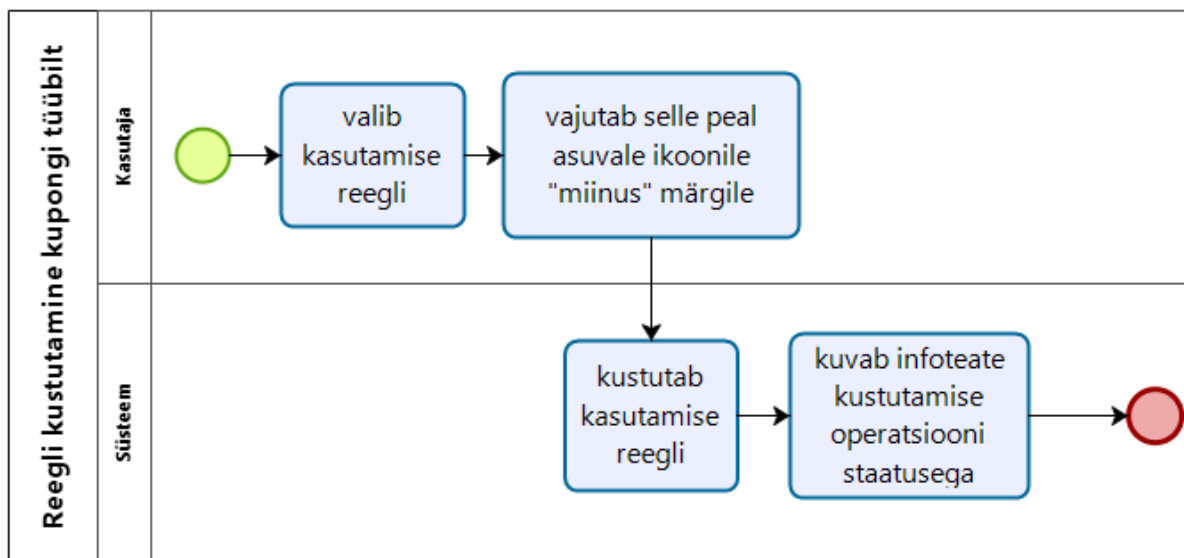 Reegli kustutamine kupongi tüübilt
Kasutaja
valib
kasutamise
reegli
vajutab selle peal
asuvale ikoonile
"miinus" märgile
Süsteem
kustutab
kasutamise
reegli
kuvab infoteate
kustutamise
operatsiooni
staatusega